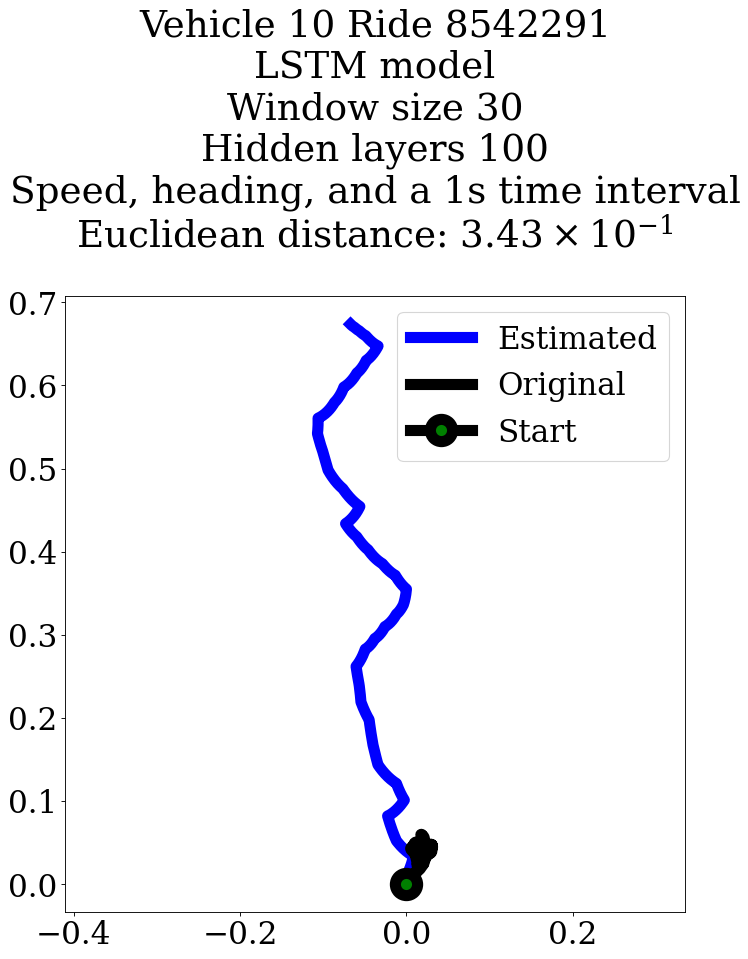 Vehicle 10 Ride 8542291
LSTM model
Window size 30
Hidden layers 100
Speed, heading, and a 1s time interval
Euclidean distance: 3.43 × 10⁻¹
0.7
0.6
0.5
0.4
0.3
0.2
0.1
0.0
Estimated
Original
Start
−0.4 −0.2 0.0 0.2